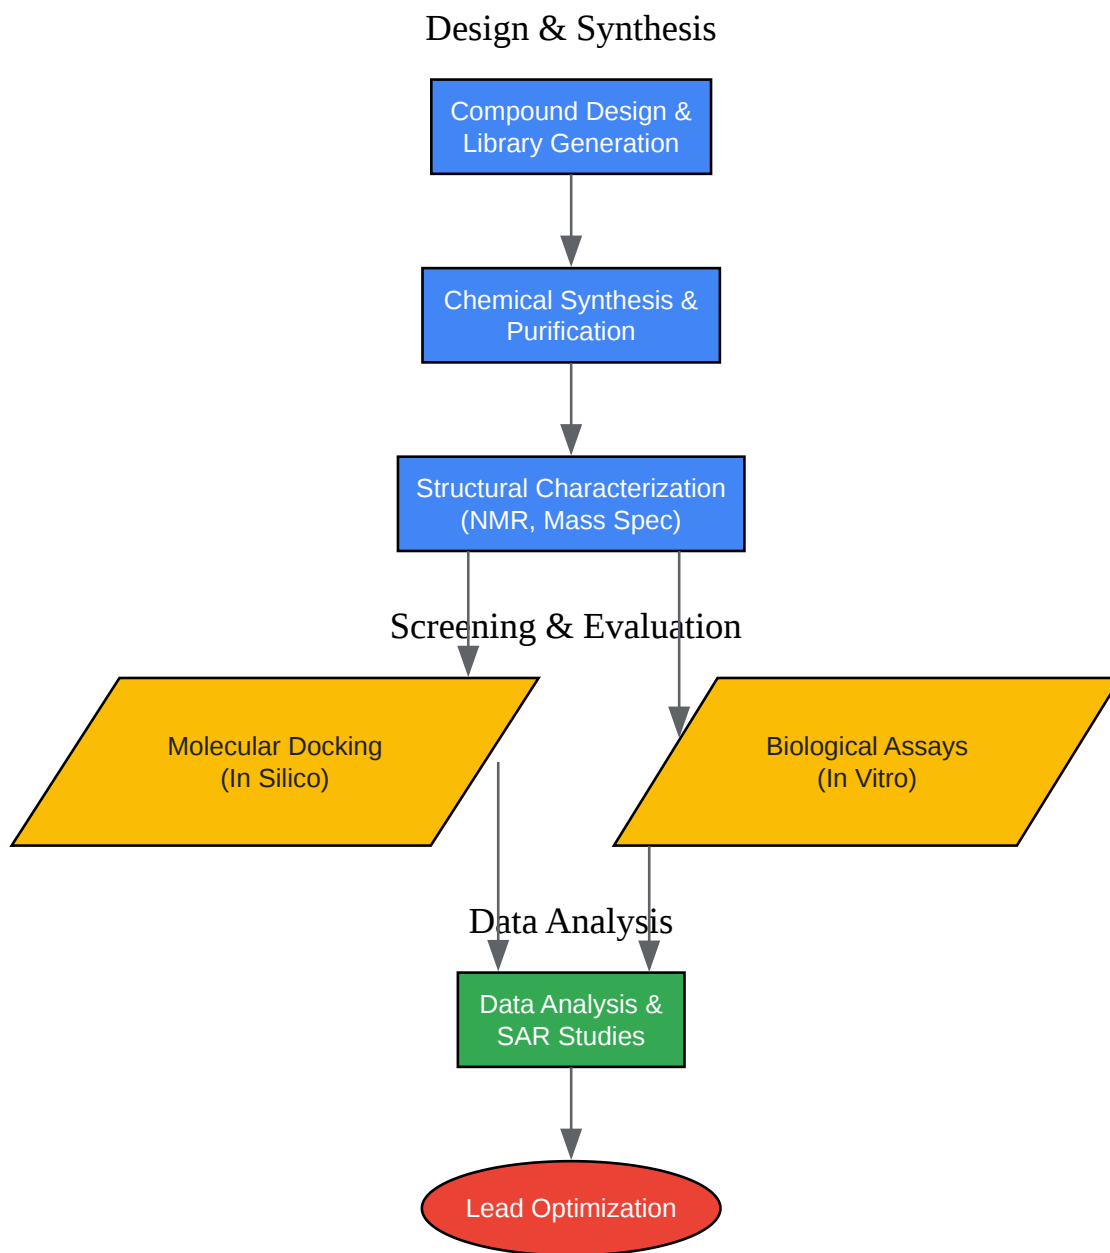 Design & Synthesis
Compound Design &
Library Generation
Chemical Synthesis &
Purification
Structural Characterization
(NMR, Mass Spec)
Screening & Evaluation
Molecular Docking
(In Silico)
Biological Assays
(In Vitro)
Data Analysis
Data Analysis &
SAR Studies
Lead Optimization